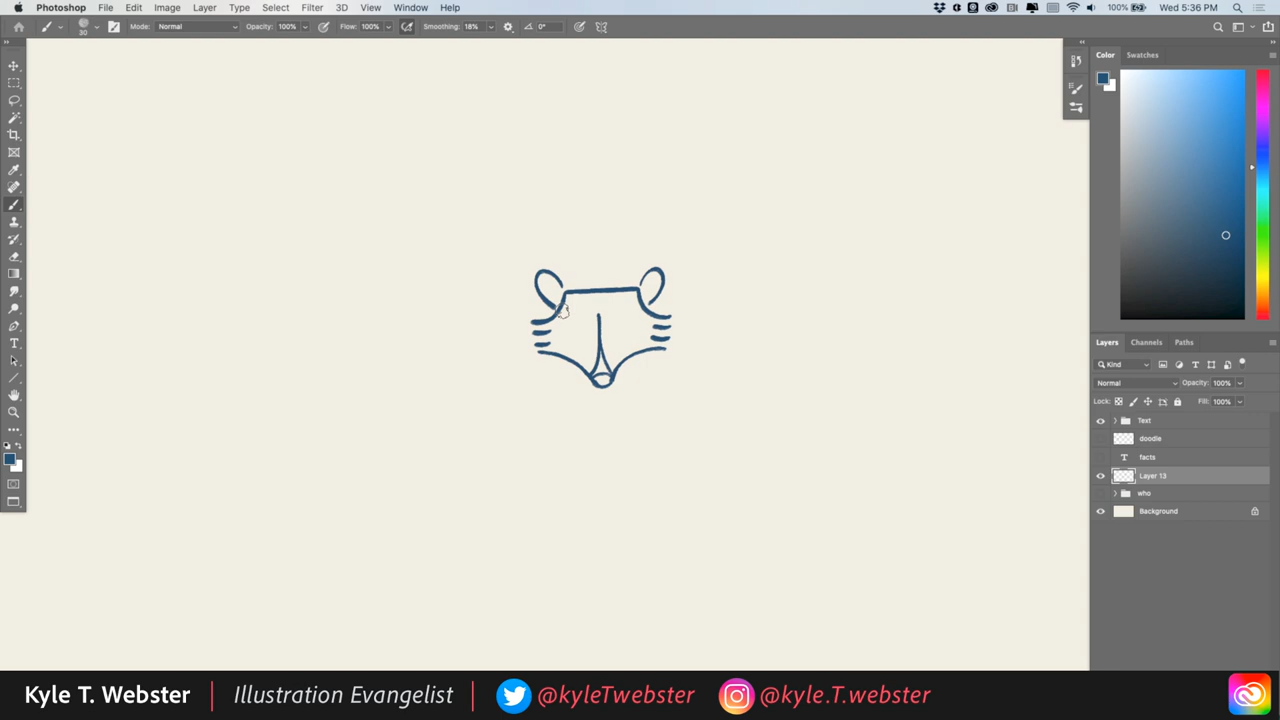 Photoshop File Edit Image Layer Type Select Filter 3D View Window Help 100% Wed 5:36 PM
30 Mode: Normal Opacity: 100% Flow: 100% Smoothing: 18% 0°
Color Swatches
Layers Channels Paths
Kind
Normal Opacity: 100%
Lock: Fill: 100%
Text
doodle
T facts
Layer 13
who
Background
Kyle T. Webster | Illustration Evangelist | @kyleTwebster @kyle.T.webster